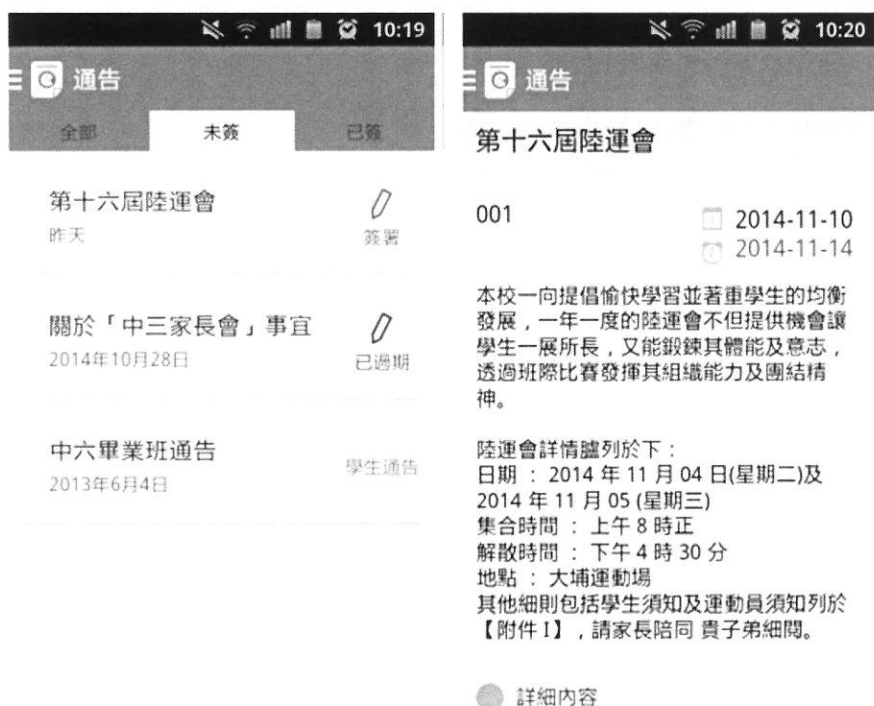 10:19
通告
全部 未簽 已簽
第十六屆陸運會
昨天
簽署
關於「中三家長會」事宜
2014年10月28日
已過期
中六畢業班通告
2013年6月4日
學生通告
10:20
通告
第十六屆陸運會
001
2014-11-10
2014-11-14
本校一向提倡愉快學習並著重學生的均衡
發展，一年一度的陸運會不但提供機會讓
學生一展所長，又能鍛鍊其體能及意志，
透過班際比賽發揮其組織能力及團結精
神。
陸運會詳情臚列於下：
日期 ： 2014 年 11 月 04 日(星期二)及
2014 年 11 月 05 (星期三)
集合時間 ： 上午 8 時正
解散時間 ： 下午 4 時 30 分
地點 ： 大埔運動場
其他細則包括學生須知及運動員須知列於
【附件 I】，請家長陪同 貴子弟細閱。
詳細內容